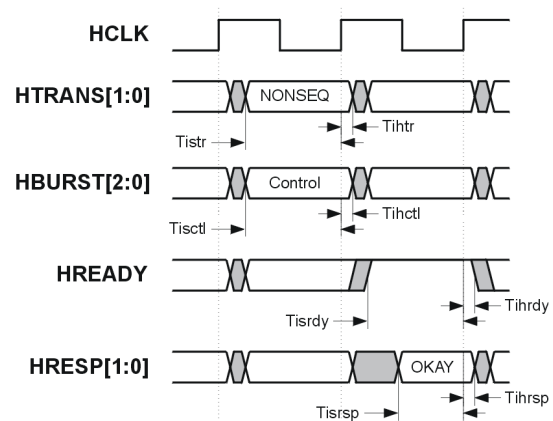 HCLK
HTRANS[1:0]
NONSEQ
Tistr
Tihtr
HBURST[2:0]
Control
Tisctl
Tihctl
HREADY
Tisrdy
Tihrdy
HRESP[1:0]
OKAY
Tisrsp
Tihrsp